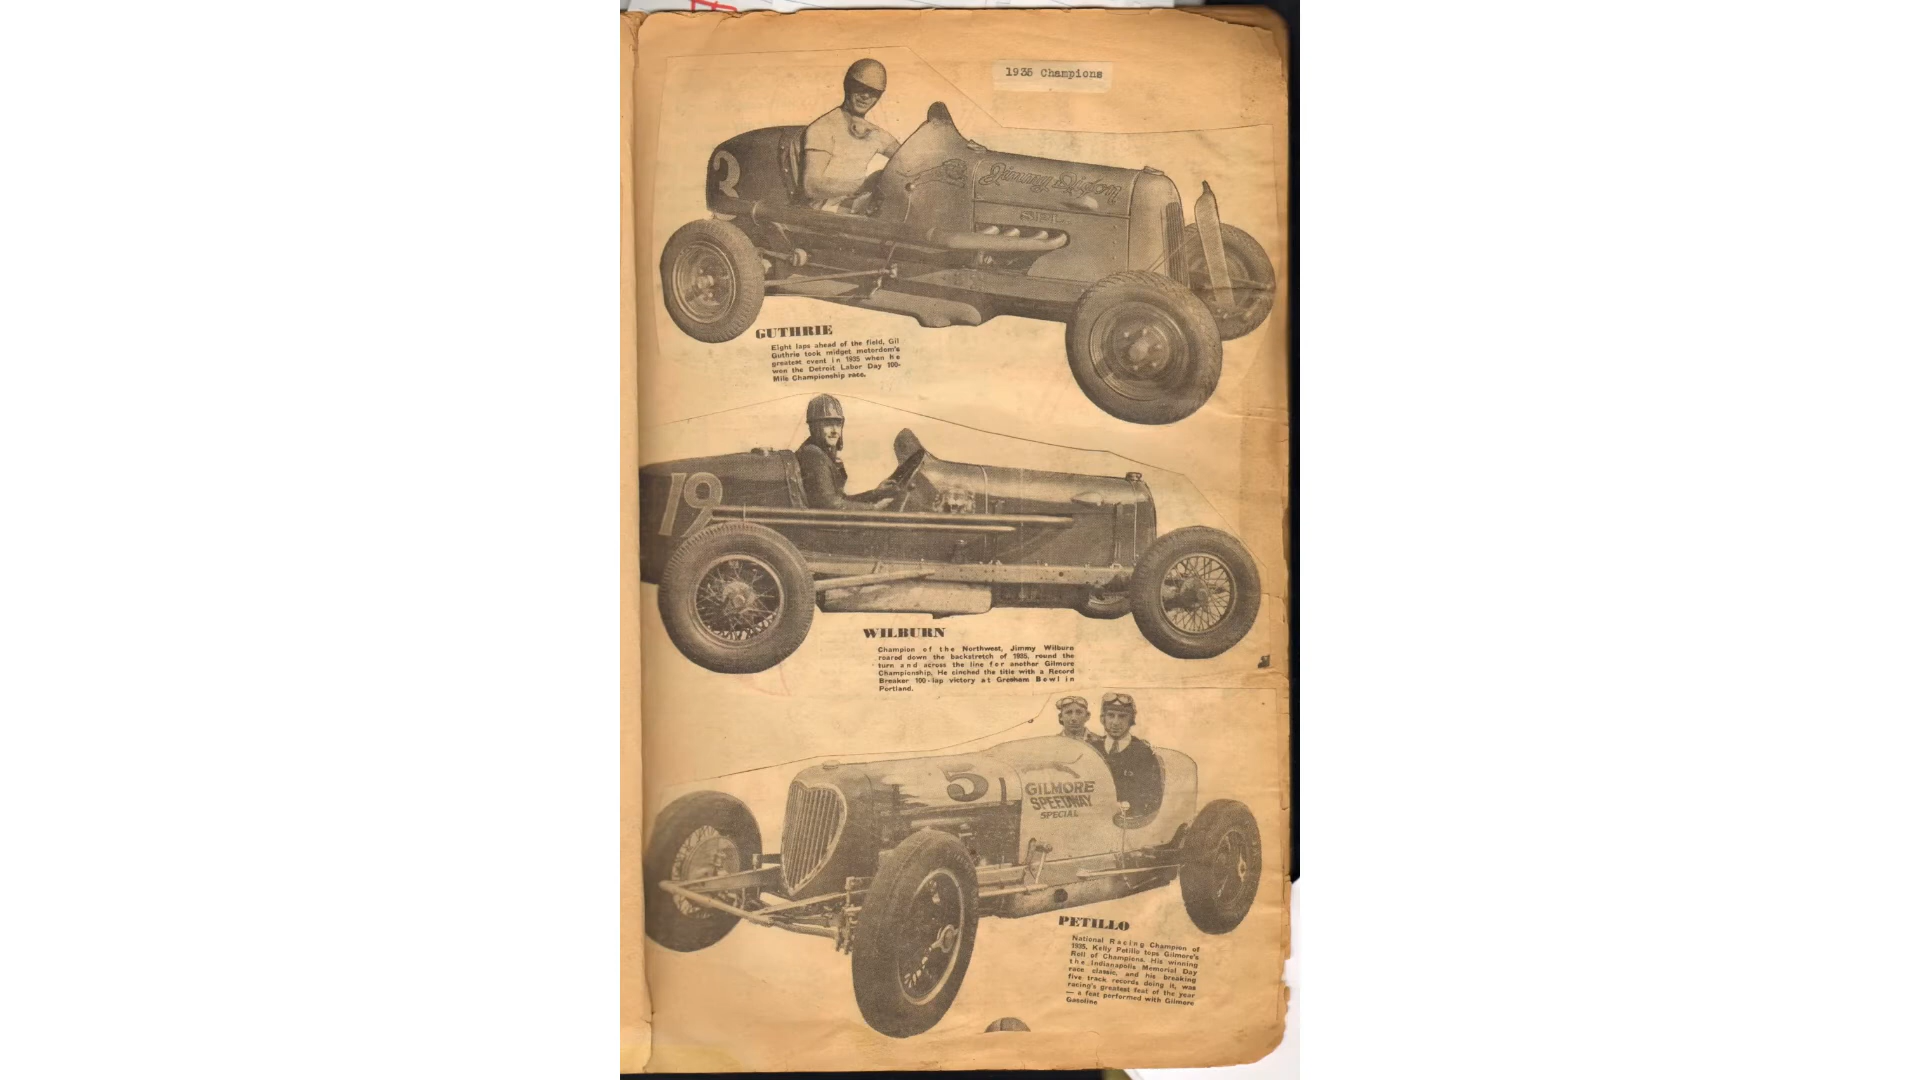 1935 Champions
3
GUTHRIE
Eight laps ahead of the field, Gil
Guthrie took midget motordom's
greatest event in 1935 when he
won the Detroit Labor Day 100-
Mile Championship race.
19
WILBURN
Champion of the Northwest, Jimmy Wilburn
roared down the backstretch of 1935, round the
turn and across the line for another Gilmore
Championship. He cinched the title with a Record
Breaker 100-lap victory at Gresham Bowl in
Portland.
5
GILMORE
SPEEDWAY
SPECIAL
PETILLO
National Racing Champion of
1935, Kelly Petillo tops Gilmore's
Roll of Champions. His winning
the Indianapolis Memorial Day
race classic, and his breaking
five track records doing it, was
racing's greatest feat of the year
— a feat performed with Gilmore
Gasoline